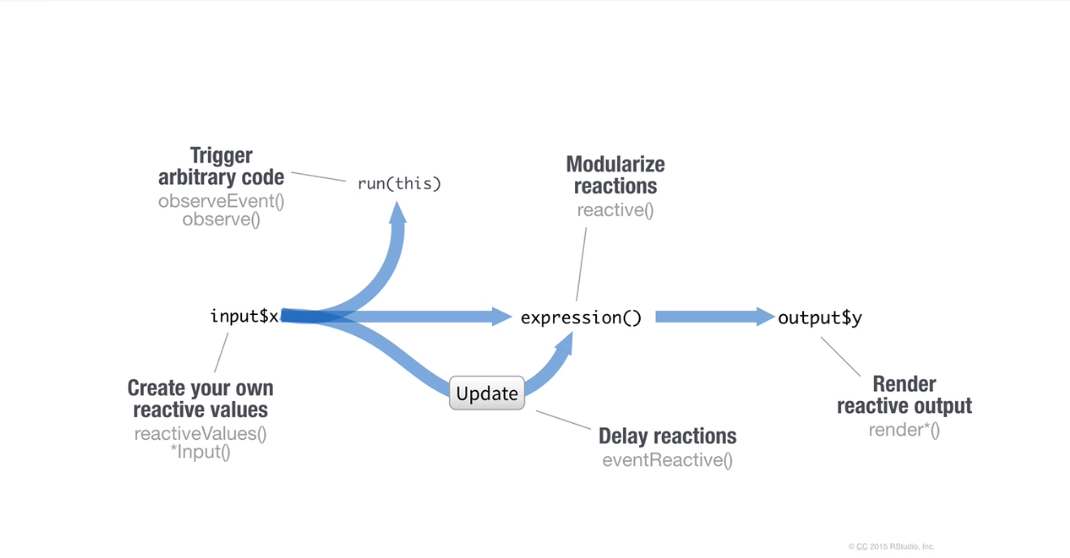 Trigger
arbitrary code
observeEvent()
observe()
run(this)
Modularize
reactions
reactive()
input$x
expression()
output$y
Create your own
reactive values
reactiveValues()
*Input()
Update
Delay reactions
eventReactive()
Render
reactive output
render*()
© CC 2015 RStudio, Inc.